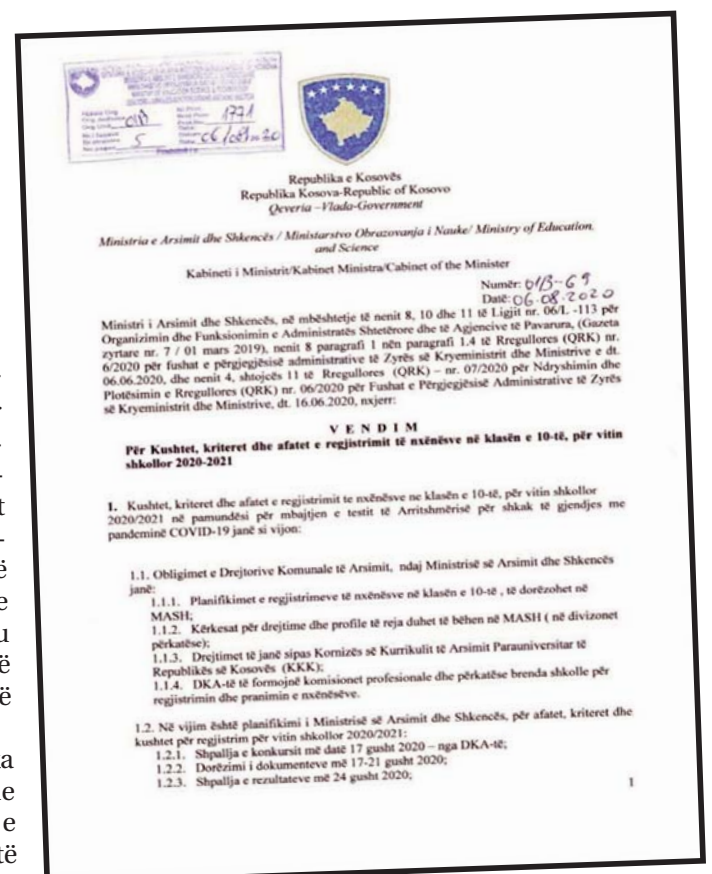 1771
01B
5
06/08/2020
Republika e Kosovës
Republika Kosova-Republic of Kosovo
Qeveria –Vlada-Government
Ministria e Arsimit dhe Shkencës / Ministarstvo Obrazovanja i Nauke/ Ministry of Education
and Science
Kabineti i Ministrit/Kabinet Ministra/Cabinet of the Minister
Numër: 01B-69
Datë: 06.08.2020
Ministri i Arsimit dhe Shkencës, në mbështetje të nenit 8, 10 dhe 11 të Ligjit nr. 06/L -113 për
Organizimin dhe Funksionimin e Administratës Shtetërore dhe të Agjencive të Pavarura, (Gazeta
zyrtare nr. 7 / 01 mars 2019), nenit 8 paragrafi 1 nën paragrafi 1.4 të Rregullores (QRK) nr.
6/2020 për fushat e përgjegjësisë administrative të Zyrës së Kryeministrit dhe Ministrive e dt.
06.06.2020, dhe nenit 4, shtojcës 11 të Rregullores (QRK) – nr. 07/2020 për Ndryshimin dhe
Plotësimin e Rregullores (QRK) nr. 06/2020 për Fushat e Përgjegjësisë Administrative të Zyrës
së Kryeministrit dhe Ministrive, dt. 16.06.2020, nxjerr:
V E N D I M
Për Kushtet, kriteret dhe afatet e regjistrimit të nxënësve në klasën e 10-të, për vitin
shkollor 2020-2021
1. Kushtet, kriteret dhe afatet e regjistrimit te nxënësve ne klasën e 10-të, për vitin shkollor
2020/2021 në pamundësi për mbajtjen e testit të Arritshmërisë për shkak të gjendjes me
pandeminë COVID-19 janë si vijon:
1.1. Obligimet e Drejtorive Komunale të Arsimit, ndaj Ministrisë së Arsimit dhe Shkencës
janë:
1.1.1. Planifikimet e regjistrimeve të nxënësve në klasën e 10-të , të dorëzohet në
MASH;
1.1.2. Kërkesat për drejtime dhe profile të reja duhet të bëhen në MASH ( në divizonet
përkatëse);
1.1.3. Drejtimet të janë sipas Kornizës së Kurrikulit të Arsimit Parauniversitar të
Republikës së Kosovës (KKK);
1.1.4. DKA-të të formojnë komisionet profesionale dhe përkatëse brenda shkolle për
regjistrimin dhe pranimin e nxënësëve.
1.2. Në vijim është planifikimi i Ministrisë së Arsimit dhe Shkencës, për afatet, kriteret dhe
kushtet për regjistrim për vitin shkollor 2020/2021:
1.2.1. Shpallja e konkursit më datë 17 gusht 2020 – nga DKA-të;
1.2.2. Dorëzimi i dokumenteve më 17-21 gusht 2020;
1.2.3. Shpallja e rezultateve më 24 gusht 2020;
1